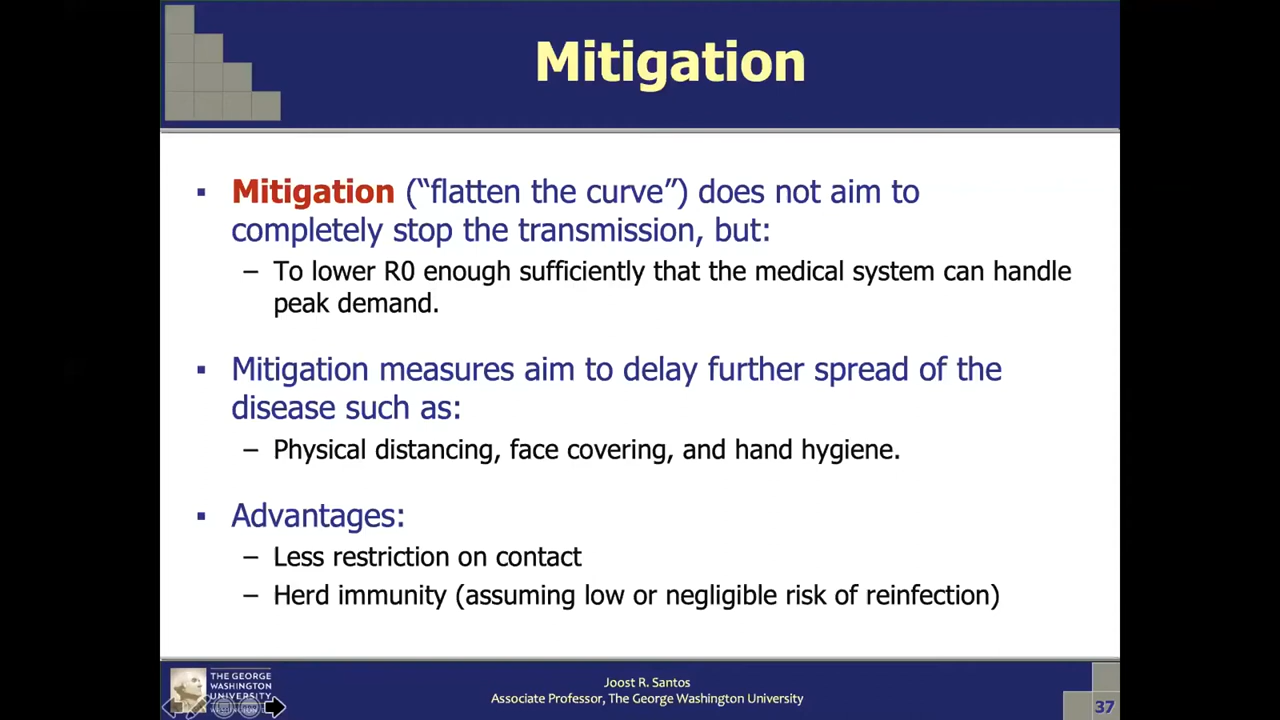 Mitigation
▪ Mitigation (“flatten the curve”) does not aim to
completely stop the transmission, but:
– To lower R0 enough sufficiently that the medical system can handle
peak demand.
▪ Mitigation measures aim to delay further spread of the
disease such as:
– Physical distancing, face covering, and hand hygiene.
▪ Advantages:
– Less restriction on contact
– Herd immunity (assuming low or negligible risk of reinfection)
THE GEORGE
WASHINGTON
UNIVERSITY
Joost R. Santos
Associate Professor, The George Washington University
37